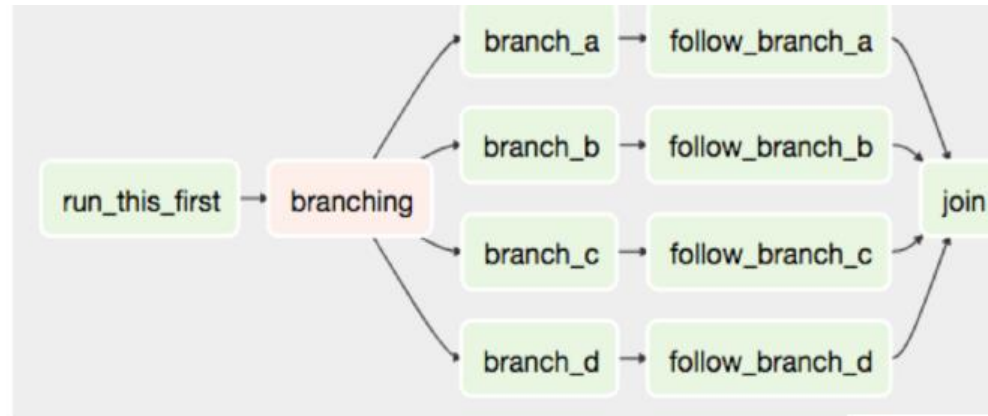 branch_a
follow_branch_a
branch_b
follow_branch_b
run_this_first
branching
join
branch_c
follow_branch_c
branch_d
follow_branch_d